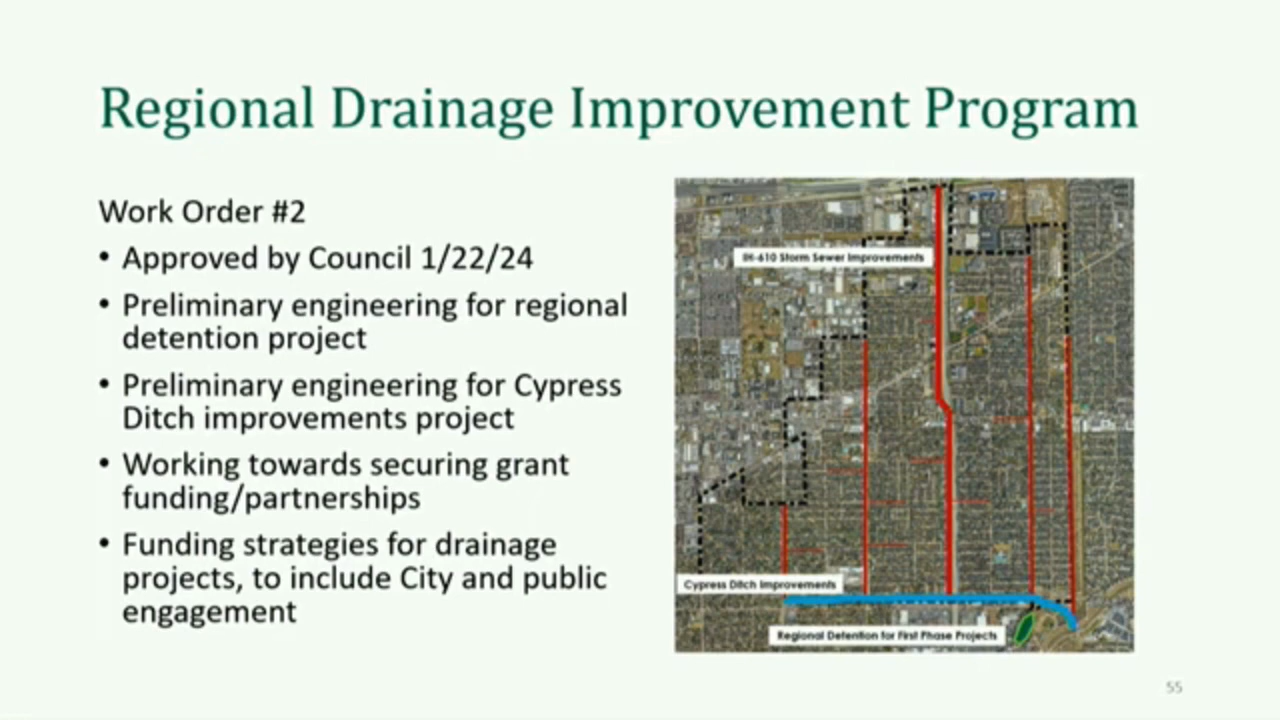 Regional Drainage Improvement Program
Work Order #2
• Approved by Council 1/22/24
• Preliminary engineering for regional
detention project
• Preliminary engineering for Cypress
Ditch improvements project
• Working towards securing grant
funding/partnerships
• Funding strategies for drainage
projects, to include City and public
engagement
IH-610 Storm Sewer Improvements
Cypress Ditch Improvements
Regional Detention for First Phase Projects
55